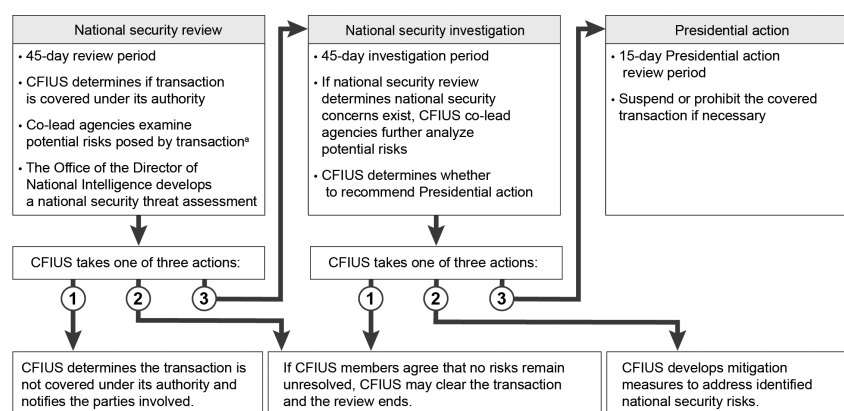 National security review
• 45-day review period
• CFIUS determines if transaction
is covered under its authority
• Co-lead agencies examine
potential risks posed by transactionᵃ
• The Office of the Director of
National Intelligence develops
a national security threat assessment
CFIUS takes one of three actions:
1 2 3
National security investigation
• 45-day investigation period
• If national security review
determines national security
concerns exist, CFIUS co-lead
agencies further analyze
potential risks
• CFIUS determines whether
to recommend Presidential action
CFIUS takes one of three actions:
1 2 3
Presidential action
• 15-day Presidential action
review period
• Suspend or prohibit the covered
transaction if necessary
CFIUS determines the transaction is
not covered under its authority and
notifies the parties involved.
If CFIUS members agree that no risks remain
unresolved, CFIUS may clear the transaction
and the review ends.
CFIUS develops mitigation
measures to address identified
national security risks.